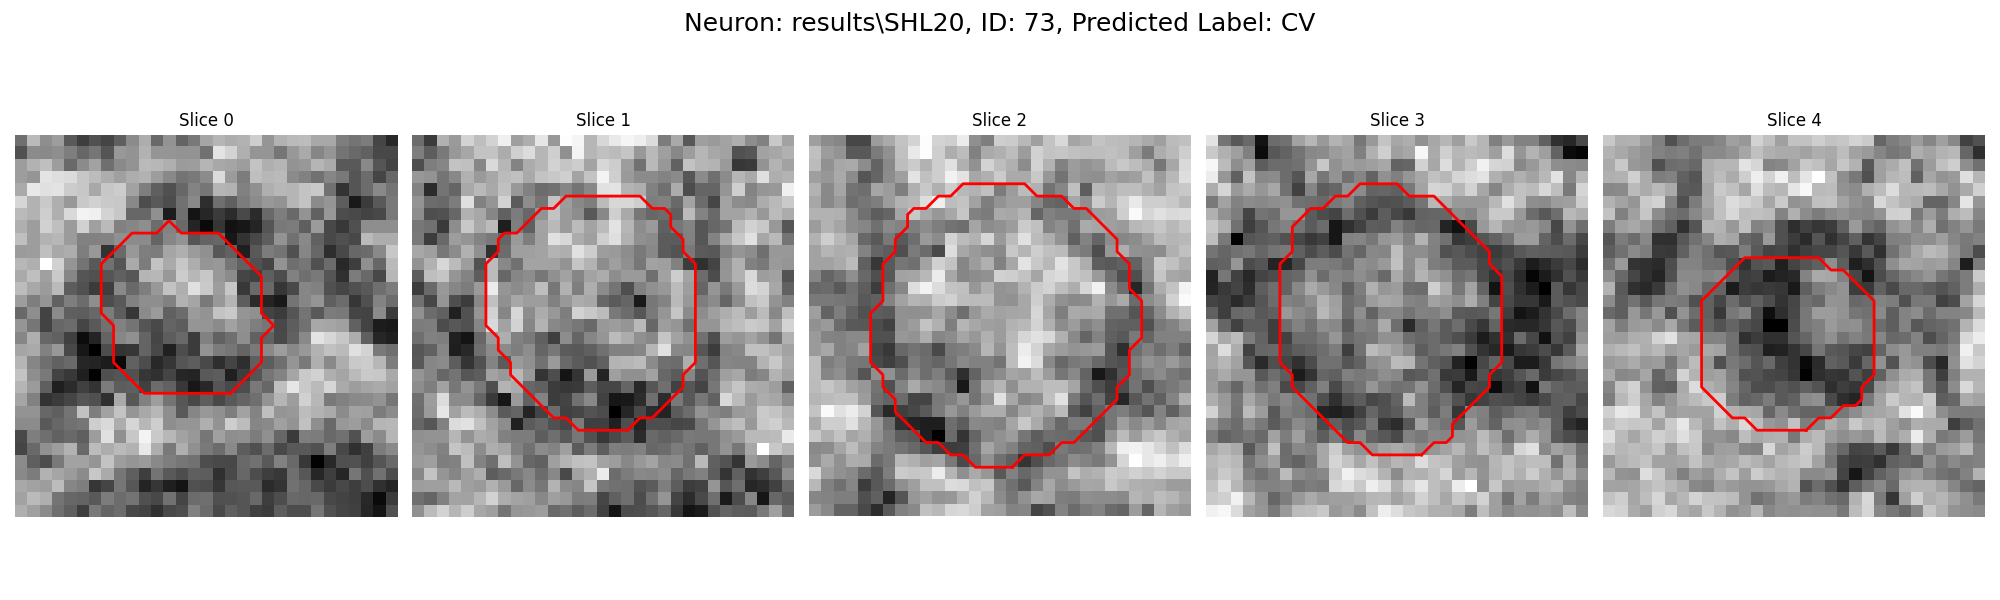 Neuron: results\SHL20, ID: 73, Predicted Label: CV
Slice 0
Slice 1
Slice 2
Slice 3
Slice 4